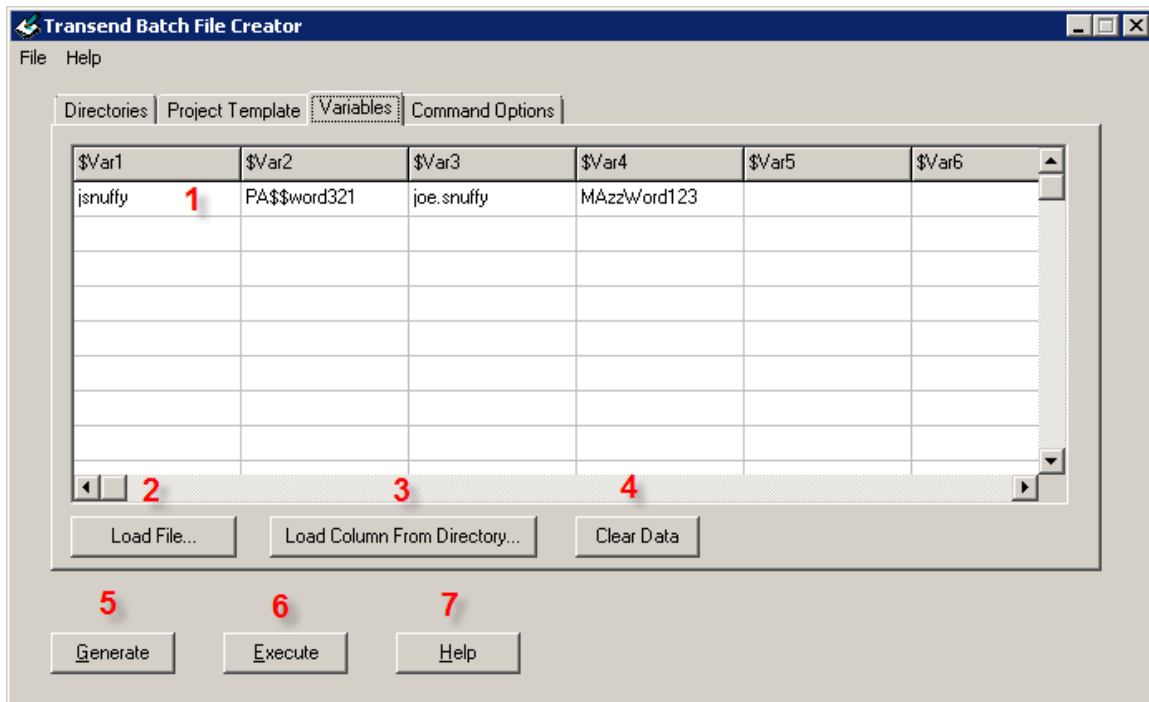 Transend Batch File Creator
File Help
Directories Project Template Variables Command Options
$Var1 $Var2 $Var3 $Var4 $Var5 $Var6
jsnuffy 1 PA$$word321 joe.snuffy MAzzWord123
2 3 4
Load File... Load Column From Directory... Clear Data
5 6 7
Generate Execute Help